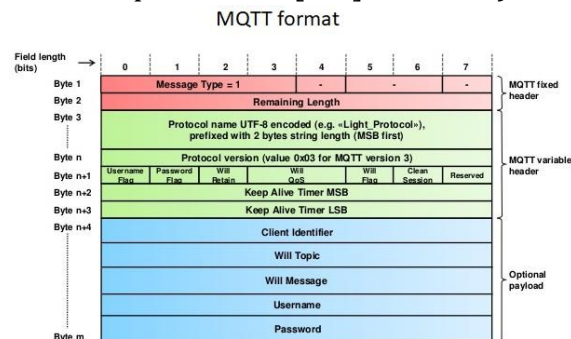 MQTT format
Field length
(bits)
0 1 2 3 4 5 6 7
Byte 1 Message Type = 1 - - -
MQTT fixed
header
Byte 2 Remaining Length
Byte 3
Protocol name UTF-8 encoded (e.g. «Light_Protocol»),
prefixed with 2 bytes string length (MSB first)
Byte n Protocol version (value 0x03 for MQTT version 3)
MQTT variable
header
Byte n+1 Username Flag Password Flag Will Retain Will QoS Will Flag Clean Session Reserved
Byte n+2 Keep Alive Timer MSB
Byte n+3 Keep Alive Timer LSB
Byte n+4 Client Identifier
Will Topic
Will Message
Optional
payload
Username
Password
Byte m